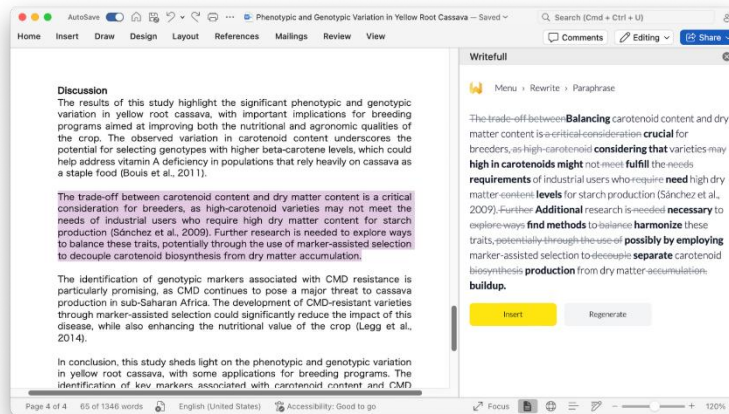 AutoSave
Phenotypic and Genotypic Variation in Yellow Root Cassava — Saved
Search (Cmd + Ctrl + U)
Home Insert Draw Design Layout References Mailings Review View
Comments Editing Share
Discussion
The results of this study highlight the significant phenotypic and genotypic
variation in yellow root cassava, with important implications for breeding
programs aimed at improving both the nutritional and agronomic qualities of
the crop. The observed variation in carotenoid content underscores the
potential for selecting genotypes with higher beta-carotene levels, which could
help address vitamin A deficiency in populations that rely heavily on cassava as
a staple food (Bouis et al., 2011).
The trade-off between carotenoid content and dry matter content is a critical
consideration for breeders, as high-carotenoid varieties may not meet the
needs of industrial users who require high dry matter content for starch
production (Sánchez et al., 2009). Further research is needed to explore ways
to balance these traits, potentially through the use of marker-assisted selection
to decouple carotenoid biosynthesis from dry matter accumulation.
The identification of genotypic markers associated with CMD resistance is
particularly promising, as CMD continues to pose a major threat to cassava
production in sub-Saharan Africa. The development of CMD-resistant varieties
through marker-assisted selection could significantly reduce the impact of this
disease, while also enhancing the nutritional value of the crop (Legg et al.,
2014).
In conclusion, this study sheds light on the phenotypic and genotypic variation
in yellow root cassava, with some applications for breeding programs. The
identification of key markers associated with carotenoid content and CMD
Writefull
Menu > Rewrite > Paraphrase
The trade-off between Balancing carotenoid content and dry
matter content is a critical consideration crucial for
breeders, as high-carotenoid considering that varieties may
high in carotenoids might not meet fulfill the needs
requirements of industrial users who require need high dry
matter content levels for starch production (Sánchez et al.,
2009). Further Additional research is needed necessary to
explore ways find methods to balance harmonize these
traits, potentially through the use of possibly by employing
marker-assisted selection to decouple separate carotenoid
biosynthesis production from dry matter accumulation.
buildup.
Insert Regenerate
Page 4 of 4 65 of 1346 words English (United States) Accessibility: Good to go Focus 120%